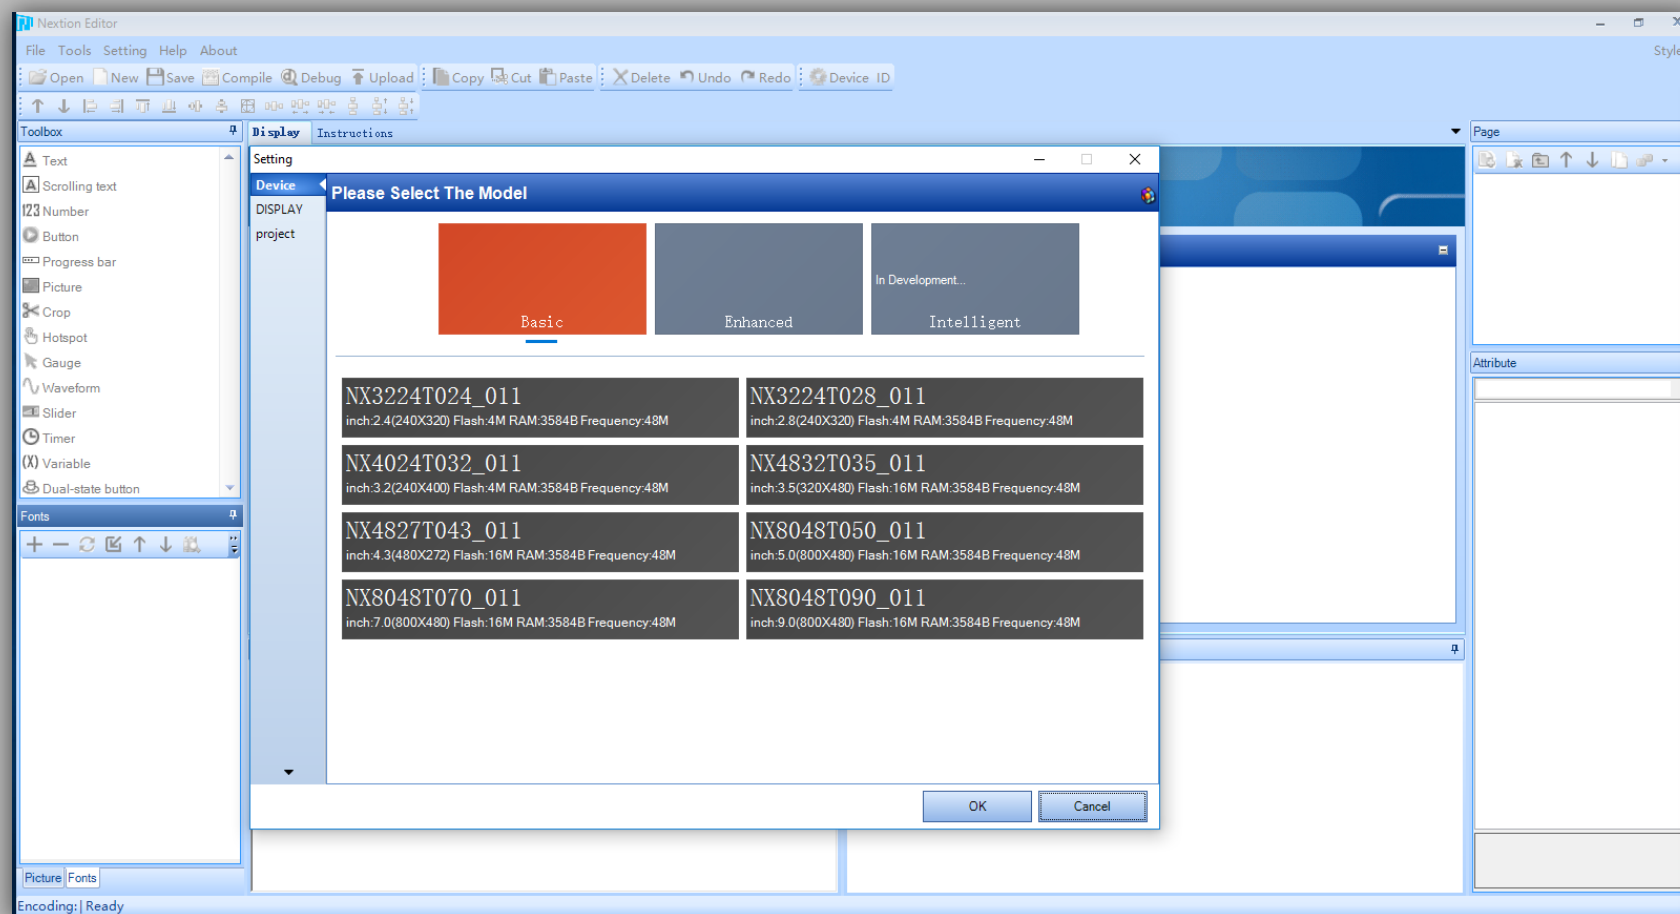 Nextion Editor
File Tools Setting Help About
Open New Save Compile Debug Upload Copy Cut Paste Delete Undo Redo Device ID
Toolbox
Text
Scrolling text
Number
Button
Progress bar
Picture
Crop
Hotspot
Gauge
Waveform
Slider
Timer
Variable
Dual-state button
Fonts
Picture Fonts
Encoding: Ready
Display Instructions
Setting
Device
DISPLAY
project
Please Select The Model
Basic
Enhanced
In Development...
Intelligent
NX3224T024_011
inch:2.4(240X320) Flash:4M RAM:3584B Frequency:48M
NX3224T028_011
inch:2.8(240X320) Flash:4M RAM:3584B Frequency:48M
NX4024T032_011
inch:3.2(240X400) Flash:4M RAM:3584B Frequency:48M
NX4832T035_011
inch:3.5(320X480) Flash:16M RAM:3584B Frequency:48M
NX4827T043_011
inch:4.3(480X272) Flash:16M RAM:3584B Frequency:48M
NX8048T050_011
inch:5.0(800X480) Flash:16M RAM:3584B Frequency:48M
NX8048T070_011
inch:7.0(800X480) Flash:16M RAM:3584B Frequency:48M
NX8048T090_011
inch:9.0(800X480) Flash:16M RAM:3584B Frequency:48M
OK
Cancel
Style
Page
Attribute